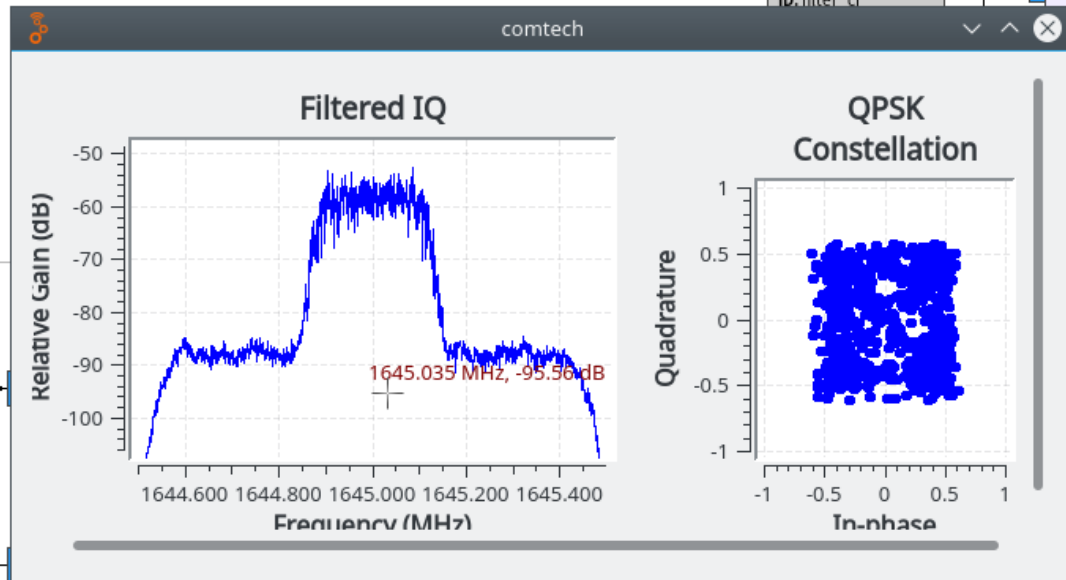 comtech
Filtered IQ
QPSK
Constellation
Relative Gain (dB)
-50
-60
-70
-80
-90
-100
1645.035 MHz, -95.56 dB
1644.600 1644.800 1645.000 1645.200 1645.400
Frequency (MHz)
Quadrature
1
0.5
0
-0.5
-1
-1 -0.5 0 0.5 1
In-phase